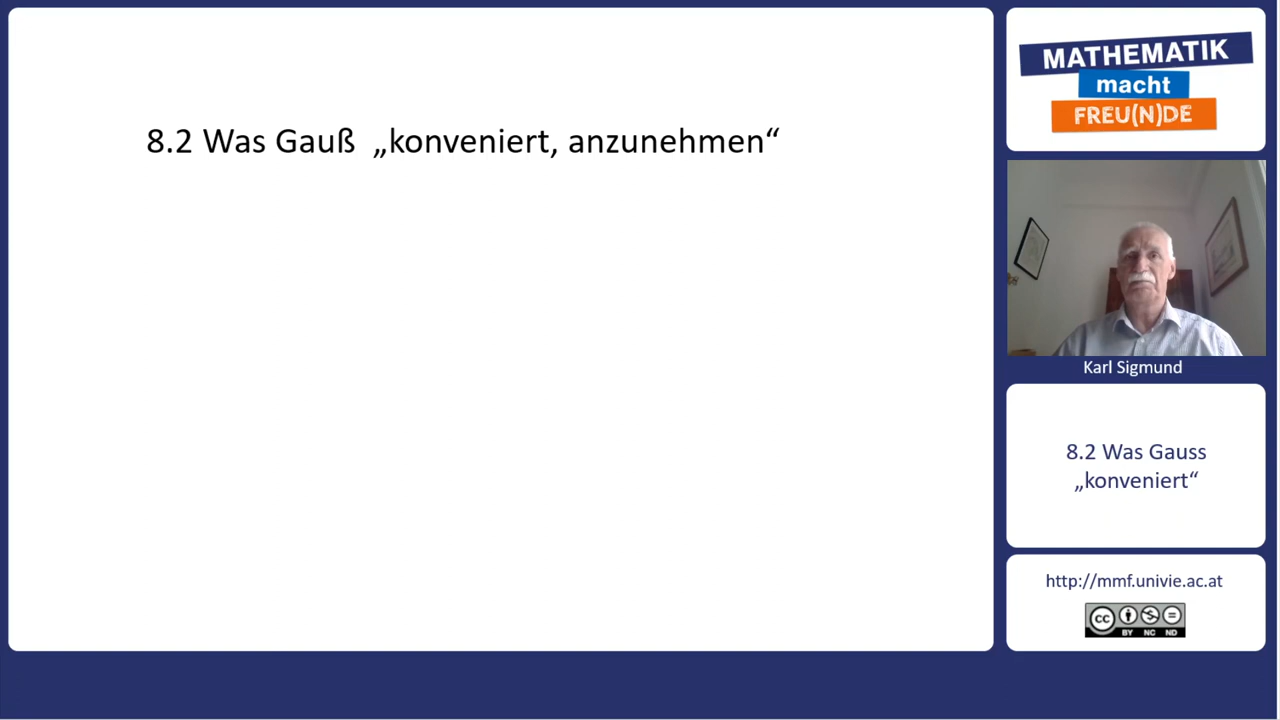 8.2 Was Gauß „konveniert, anzunehmen“
MATHEMATIK
macht
FREU(N)DE
Karl Sigmund
8.2 Was Gauss
„konveniert“
http://mmf.univie.ac.at
CC
BY NC ND